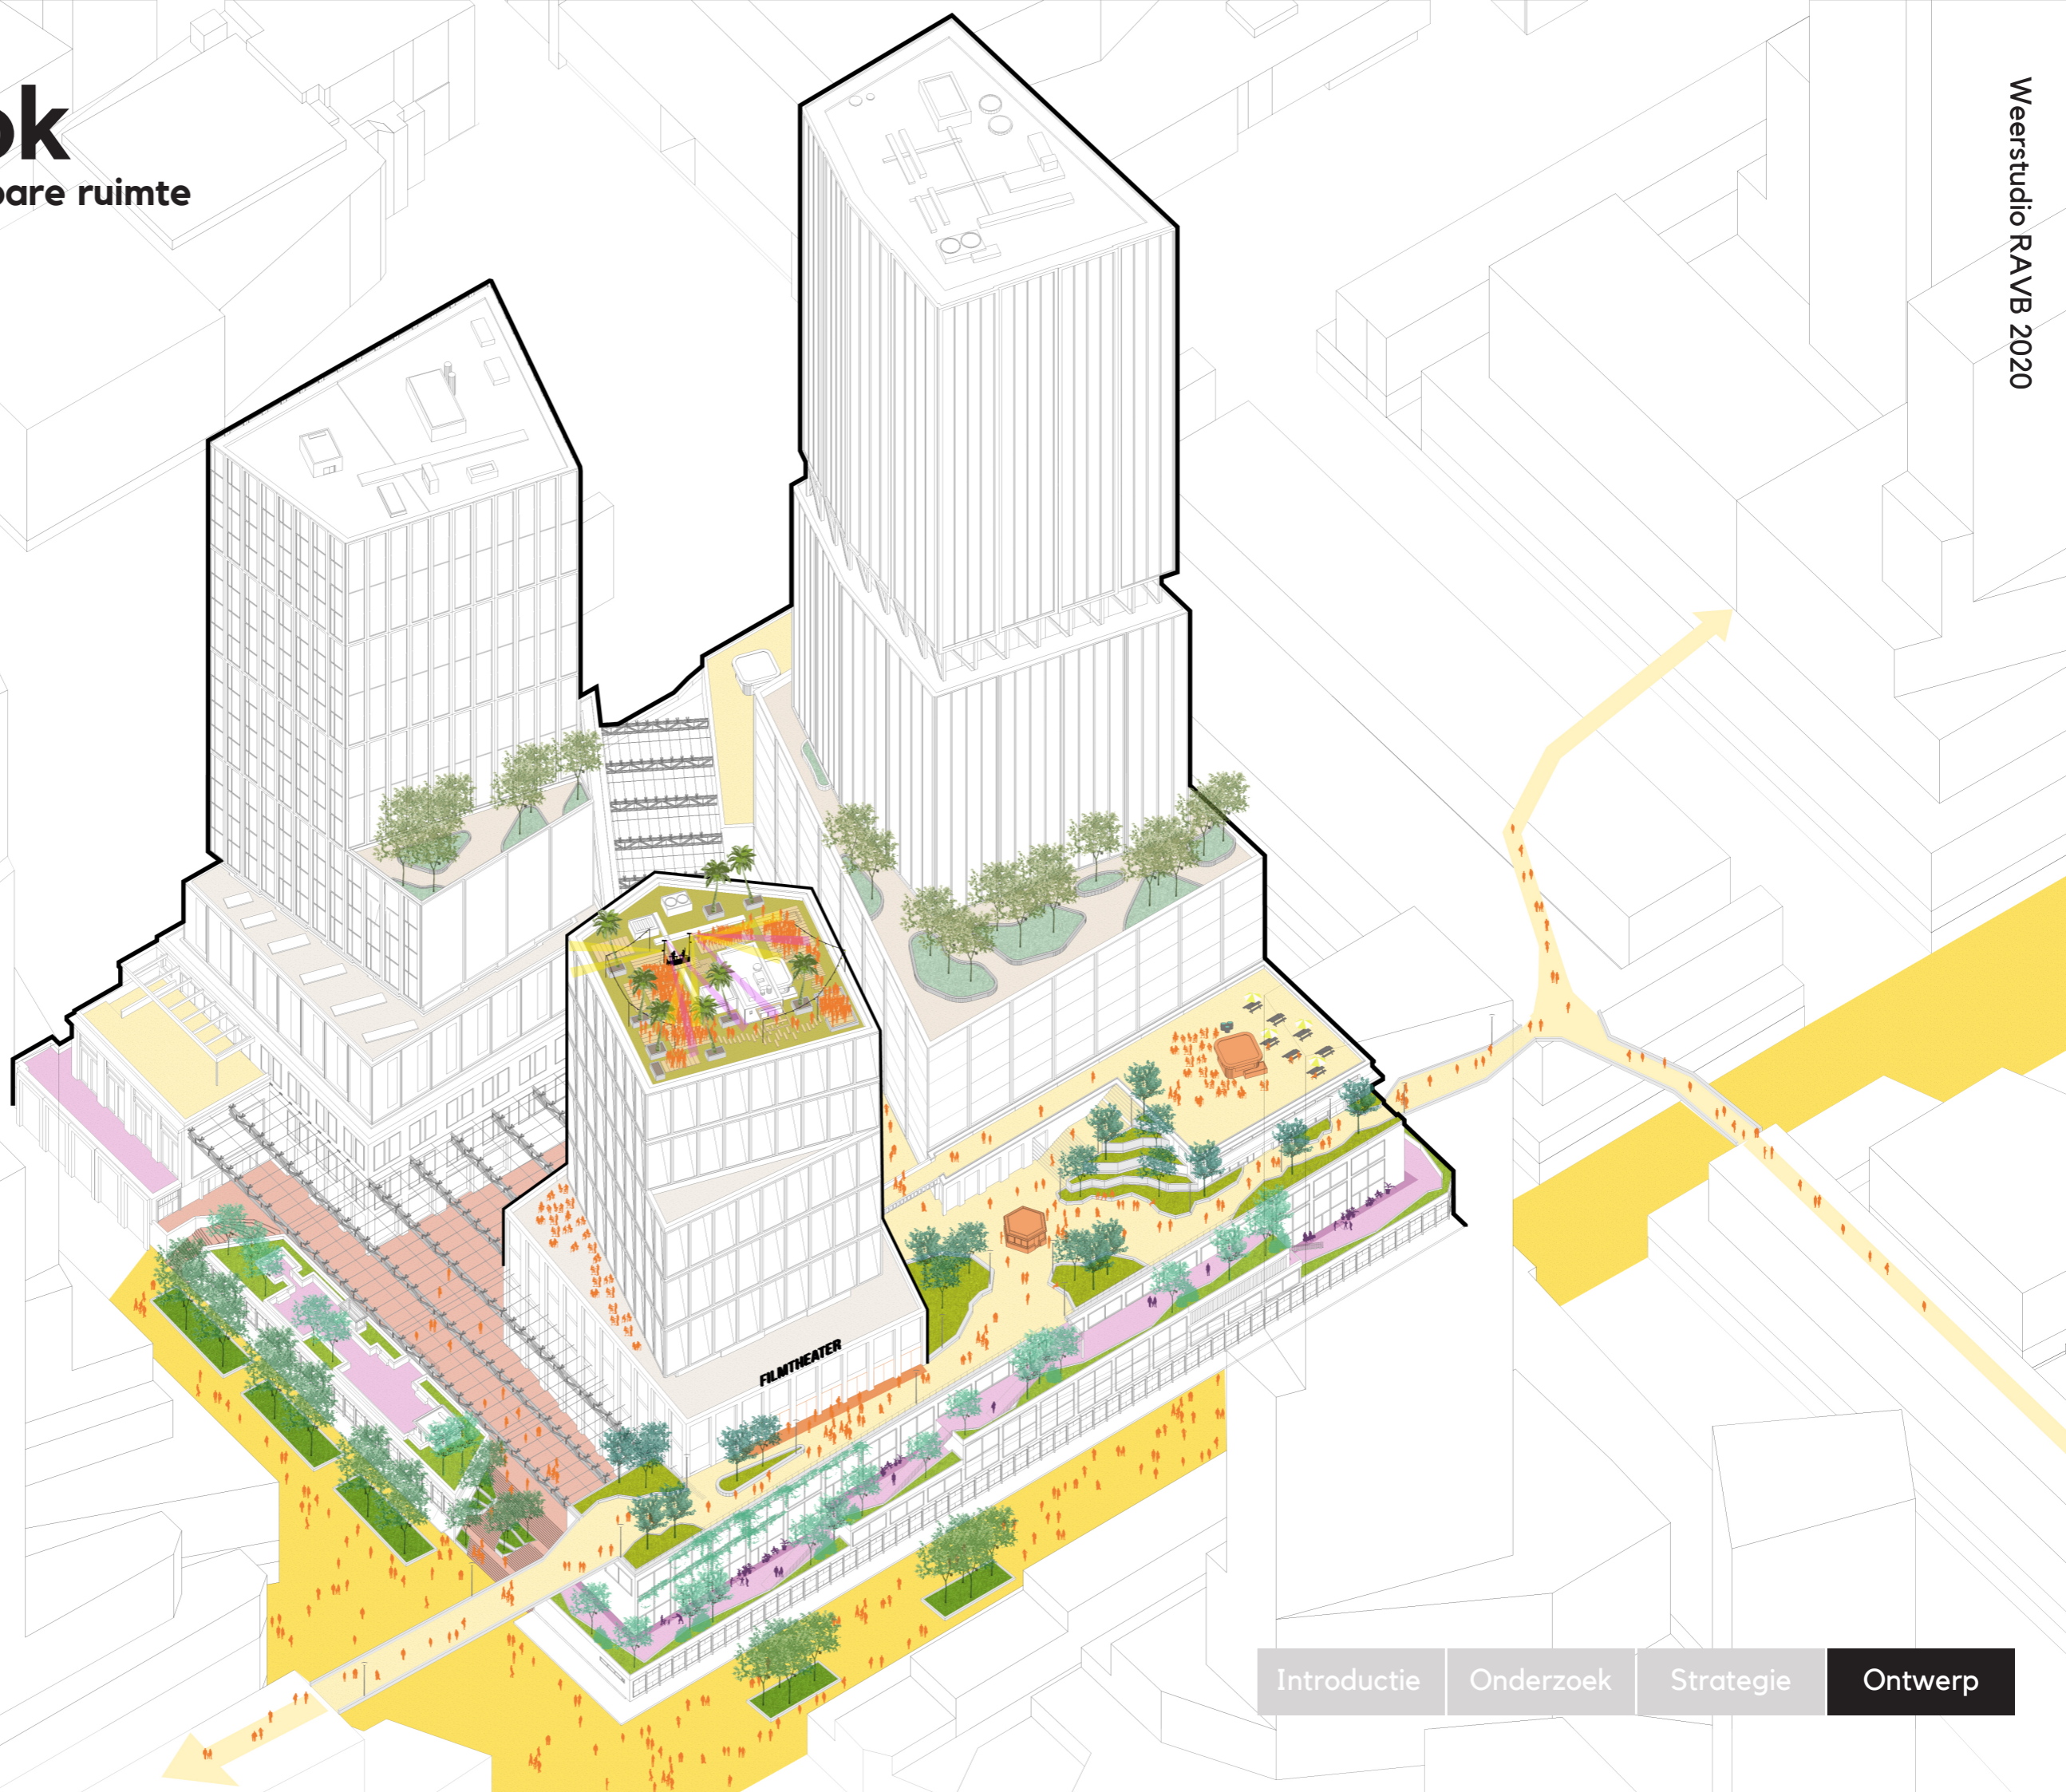 ok
bare ruimte
Weerstudio RAVB 2020
FILMTHEATER
Introductie
Onderzoek
Strategie
Ontwerp